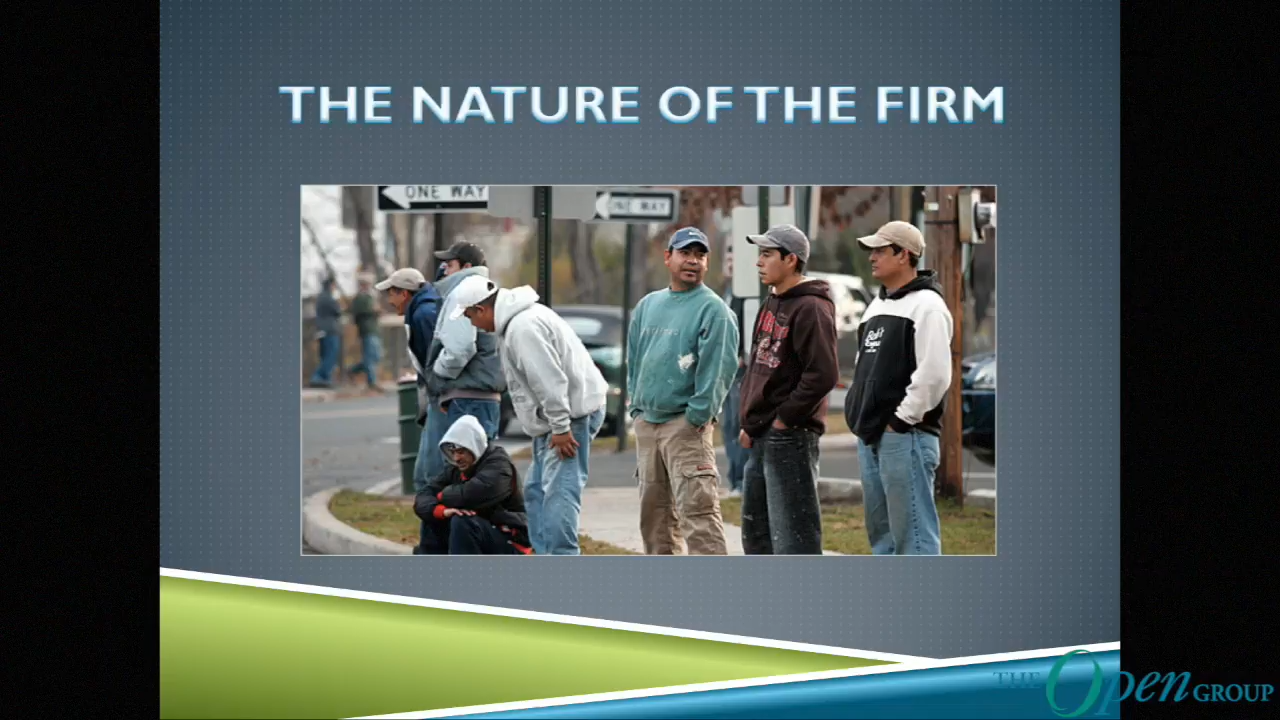 THE NATURE OF THE FIRM
ONE WAY
ONE WAY
THE Open GROUP